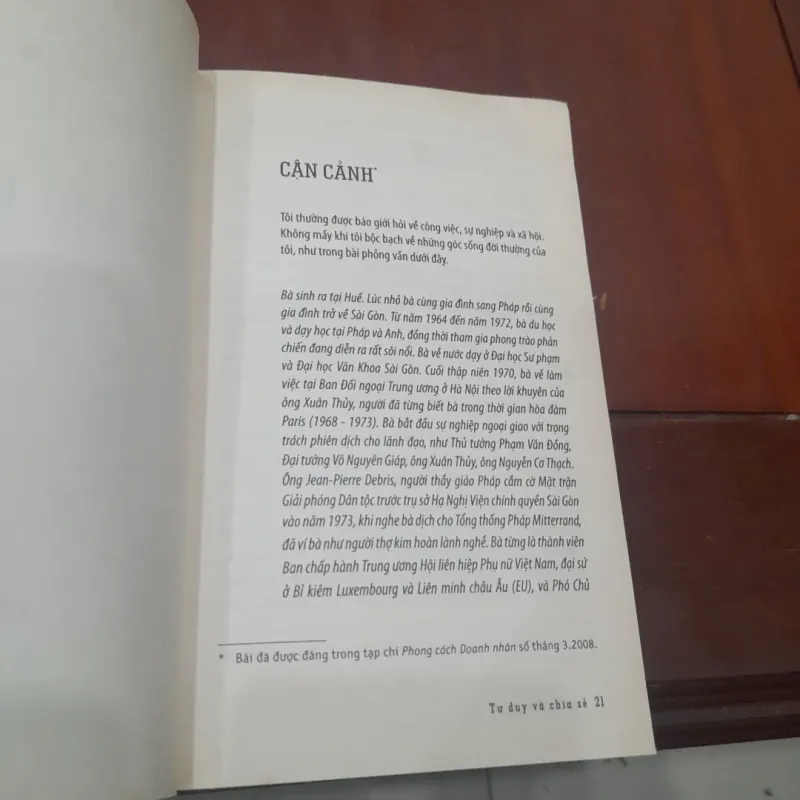 CẬN CẢNH*
Tôi thường được báo giới hỏi về công việc, sự nghiệp và xã hội.
Không mấy khi tôi bộc bạch về những góc sống đời thường của
tôi, như trong bài phỏng vấn dưới đây.
Bà sinh ra tại Huế. Lúc nhỏ bà cùng gia đình sang Pháp rồi cùng
gia đình trở về Sài Gòn. Từ năm 1964 đến năm 1972, bà du học
và dạy học tại Pháp và Anh, đồng thời tham gia phong trào phản
chiến đang diễn ra rất sôi nổi. Bà về nước dạy ở Đại học Sư phạm
và Đại học Văn Khoa Sài Gòn. Cuối thập niên 1970, bà về làm
việc tại Ban Đối ngoại Trung ương ở Hà Nội theo lời khuyên của
ông Xuân Thủy, người đã từng biết bà trong thời gian hòa đàm
Paris (1968 - 1973). Bà bắt đầu sự nghiệp ngoại giao với trọng
trách phiên dịch cho lãnh đạo, như Thủ tướng Phạm Văn Đồng,
Đại tướng Võ Nguyên Giáp, ông Xuân Thủy, ông Nguyễn Cơ Thạch.
Ông Jean-Pierre Debris, người thầy giáo Pháp cắm cờ Mặt trận
Giải phóng Dân tộc trước trụ sở Hạ Nghị Viện chính quyền Sài Gòn
vào năm 1973, khi nghe bà dịch cho Tổng thống Pháp Mitterrand,
đã ví bà như người thợ kim hoàn lành nghề. Bà từng là thành viên
Ban chấp hành Trung ương Hội liên hiệp Phụ nữ Việt Nam, đại sứ
ở Bỉ kiêm Luxembourg và Liên minh châu Âu (EU), và Phó Chủ
* Bài đã được đăng trong tạp chí Phong cách Doanh nhân số tháng 3.2008.
Tư duy và chia sẻ 21